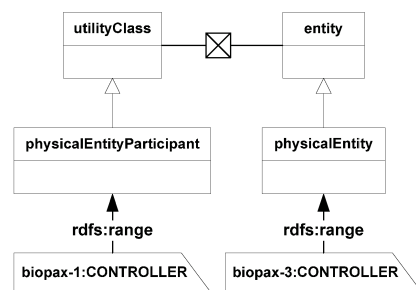 utilityClass
entity
physicalEntityParticipant
physicalEntity
rdfs:range
rdfs:range
biopax-1:CONTROLLER
biopax-3:CONTROLLER